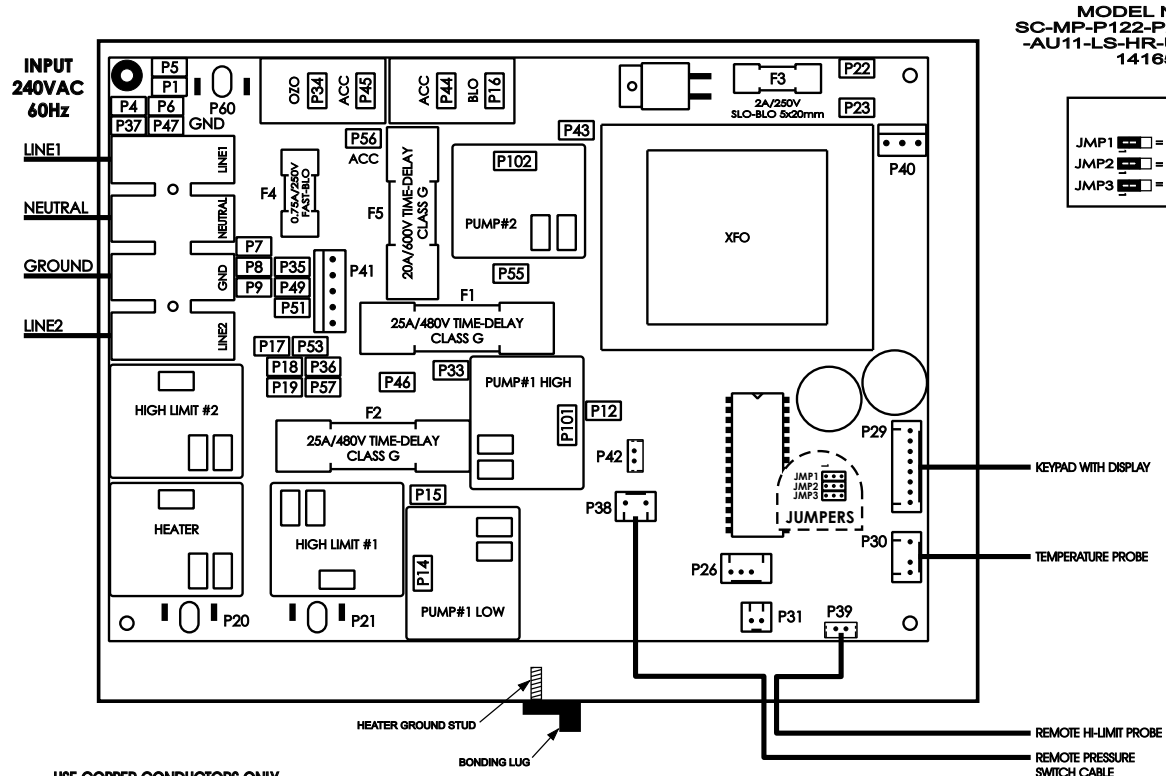 MODEL N
SC-MP-P122-P
-AU11-LS-HR-
14165
INPUT
240VAC
60Hz
P5
P1
P4
P6
P37
P47
P60
GND
OZO
P34
ACC
P45
ACC
P44
BLO
P16
F3
2A/250V
SLO-BLO 5x20mm
P22
P23
P40
JMP1 =
JMP2 =
JMP3 =
LINE1
NEUTRAL
GROUND
LINE2
LINE1
NEUTRAL
GND
LINE2
P56
ACC
P43
F4
0.75A/250V
FAST-BLO
F5
20A/600V TIME-DELAY
CLASS G
P102
PUMP#2
P55
XFO
P7
P8
P35
P9
P49
P51
P41
F1
25A/480V TIME-DELAY
CLASS G
P17
P53
P18
P36
P19
P57
P46
P33
PUMP#1 HIGH
P101
P12
HIGH LIMIT #2
F2
25A/480V TIME-DELAY
CLASS G
P42
P38
P15
HEATER
HIGH LIMIT #1
P14
PUMP#1 LOW
P20
P21
JMP1
JMP2
JMP3
JUMPERS
P29
P30
P26
P31
P39
KEYPAD WITH DISPLAY
TEMPERATURE PROBE
HEATER GROUND STUD
BONDING LUG
REMOTE HI-LIMIT PROBE
REMOTE PRESSURE
SWITCH CABLE
USE COPPER CONDUCTORS ONLY